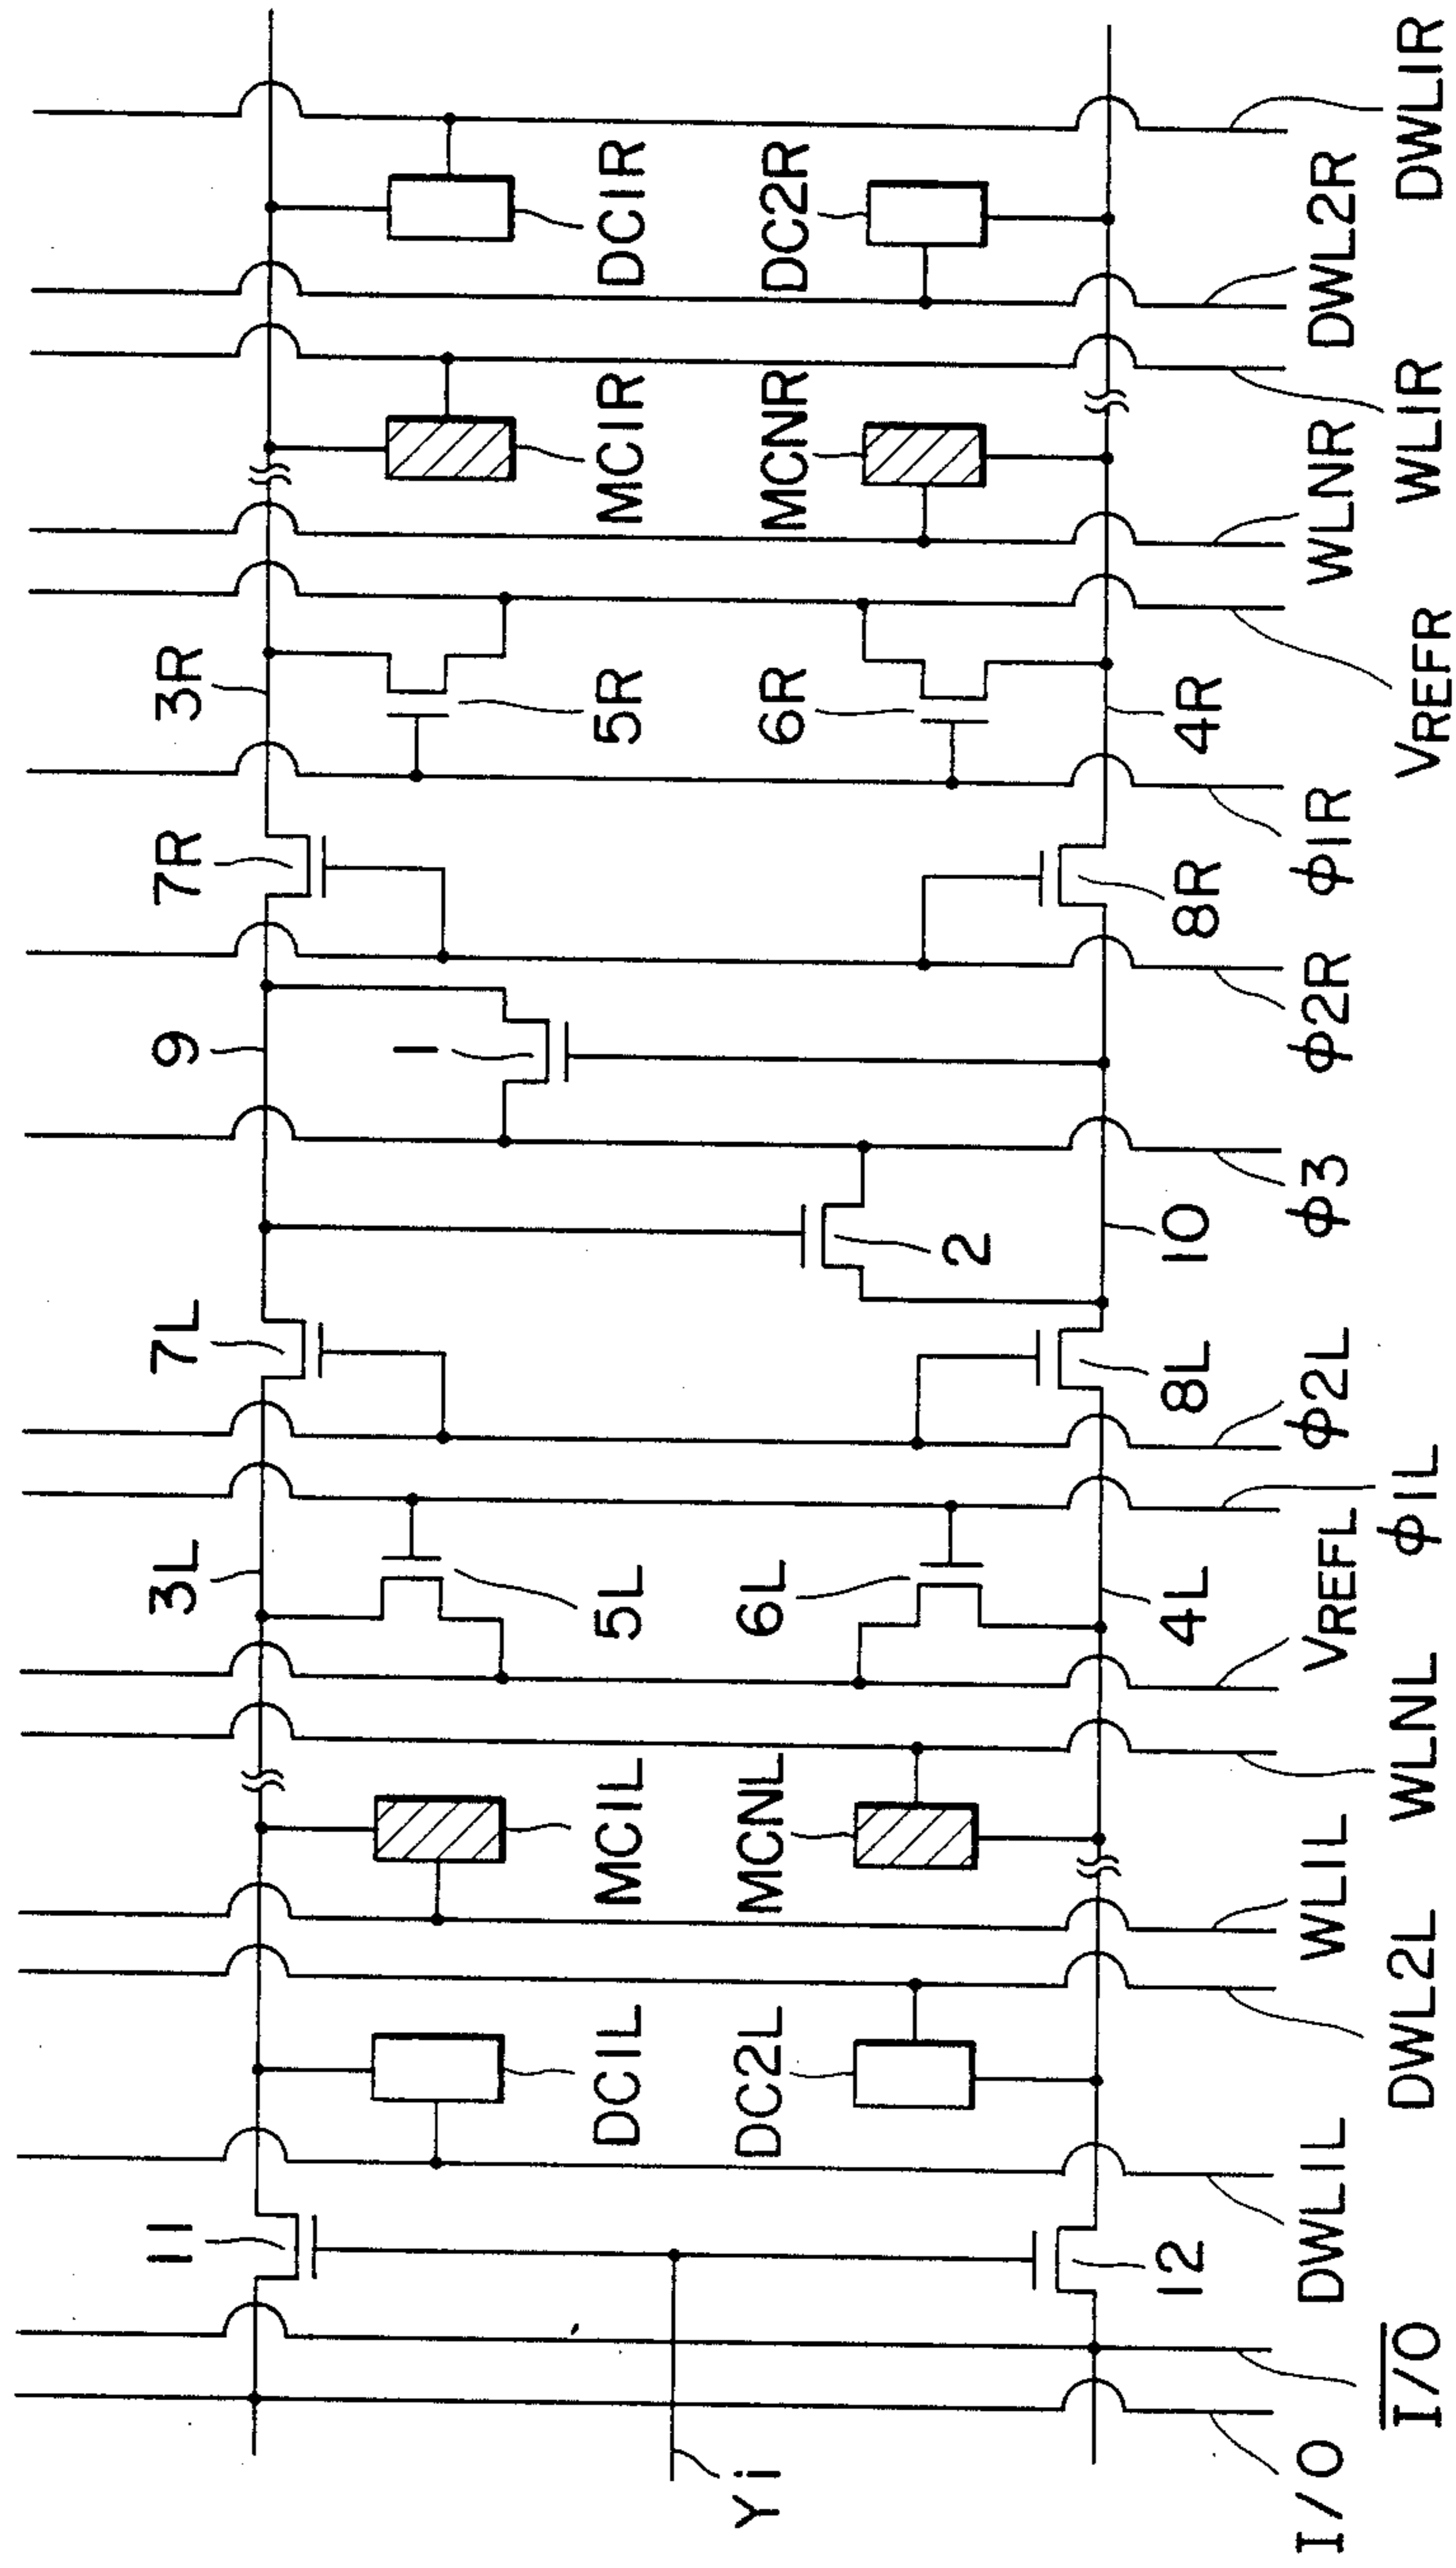 11
3L
7L
9
7R
3R
1
DC1L
MC1L
5L
5R
MC1R
DC1R
Yi
DC2L
MCNL
6L
6R
MCNR
DC2R
2
12
4L
8L
10
8R
4R
I/O
DWL1L
WL1L
VREFL
φ2L
φ3
φ2R
φ1R
WLNR
DWL2R
I/O
DWL2L
WLNL
φ1L
VREFR
WL1R
DWL1R